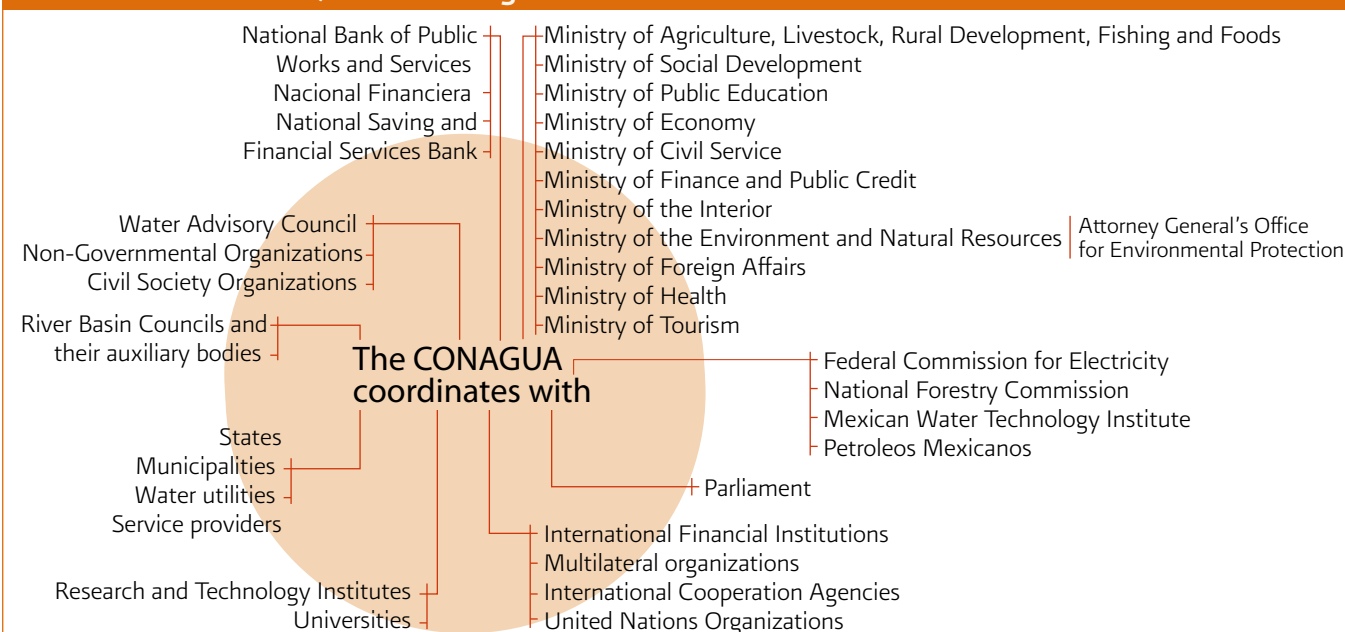 National Bank of Public
Works and Services
Nacional Financiera
National Saving and
Financial Services Bank
Ministry of Agriculture, Livestock, Rural Development, Fishing and Foods
Ministry of Social Development
Ministry of Public Education
Ministry of Economy
Ministry of Civil Service
Ministry of Finance and Public Credit
Ministry of the Interior
Ministry of the Environment and Natural Resources
Attorney General's Office
for Environmental Protection
Ministry of Foreign Affairs
Ministry of Health
Ministry of Tourism
Water Advisory Council
Non-Governmental Organizations
Civil Society Organizations
River Basin Councils and
their auxiliary bodies
The CONAGUA
coordinates with
Federal Commission for Electricity
National Forestry Commission
Mexican Water Technology Institute
Petroleos Mexicanos
States
Municipalities
Water utilities
Service providers
Parliament
International Financial Institutions
Multilateral organizations
International Cooperation Agencies
United Nations Organizations
Research and Technology Institutes
Universities